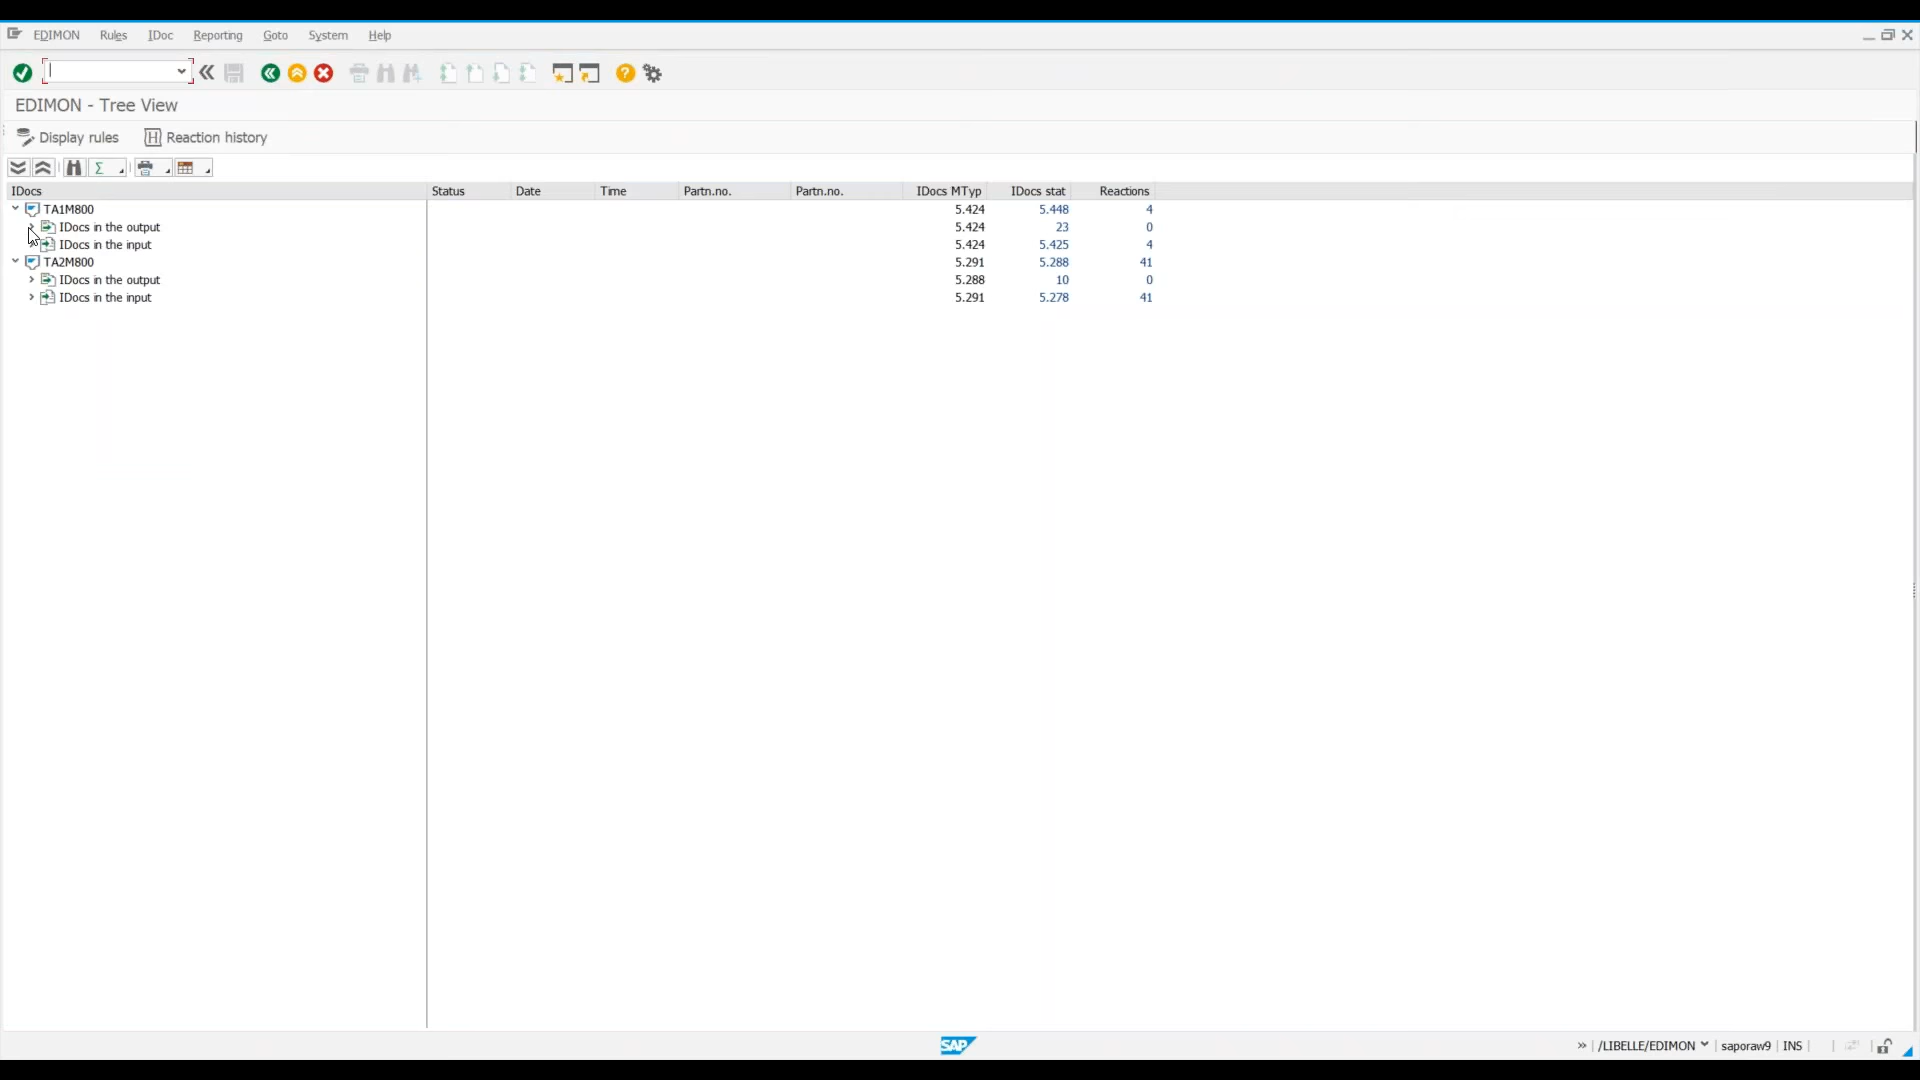 EDIMON Rules IDoc Reporting Goto System Help
EDIMON - Tree View
Display rules H Reaction history
Σ
IDocs Status Date Time Partn.no. Partn.no. IDocs MTyp IDocs stat Reactions
TA1M800 5.424 5.448 4
IDocs in the output 5.424 23 0
IDocs in the input 5.424 5.425 4
TA2M800 5.291 5.288 41
IDocs in the output 5.288 10 0
IDocs in the input 5.291 5.278 41
SAP » /LIBELLE/EDIMON saporaw9 INS